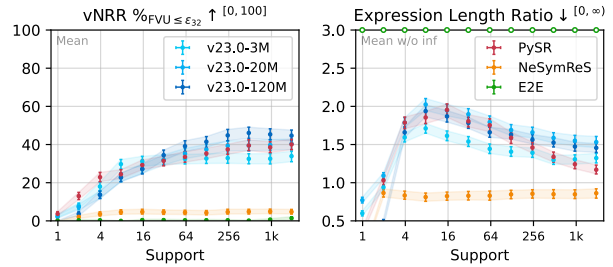 vNRR %FVU≤ε32 ↑ [0, 100]
Mean
v23.0-3M
v23.0-20M
v23.0-120M
100
80
60
40
20
0
1 4 16 64 256 1k
Support
Expression Length Ratio ↓ [0, ∞)
Mean w/o inf
PySR
NeSymReS
E2E
3.0
2.5
2.0
1.5
1.0
0.5
1 4 16 64 256 1k
Support